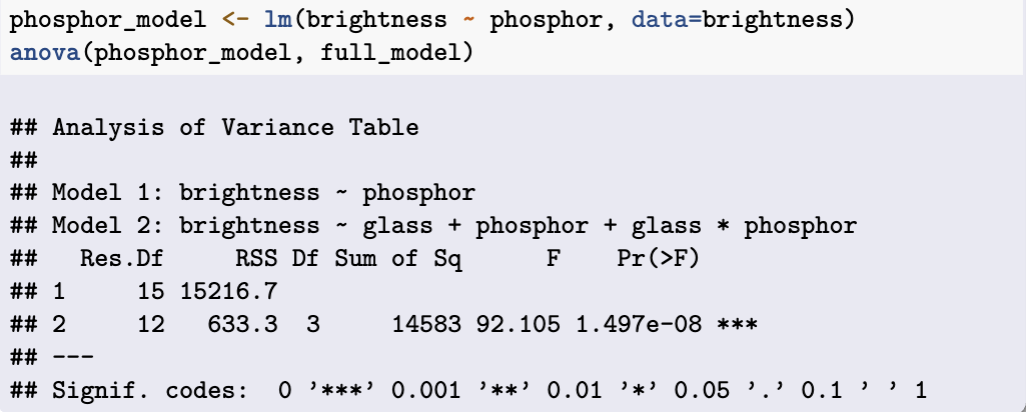 phosphor_model <- lm(brightness ~ phosphor, data=brightness)
anova(phosphor_model, full_model)
## Analysis of Variance Table
##
## Model 1: brightness ~ phosphor
## Model 2: brightness ~ glass + phosphor + glass * phosphor
##   Res.Df     RSS Df Sum of Sq      F    Pr(>F)
## 1     15 15216.7
## 2     12   633.3  3     14583 92.105 1.497e-08 ***
## ---
## Signif. codes:  0 ’***’ 0.001 ’**’ 0.01 ’*’ 0.05 ’.’ 0.1 ’ ’ 1